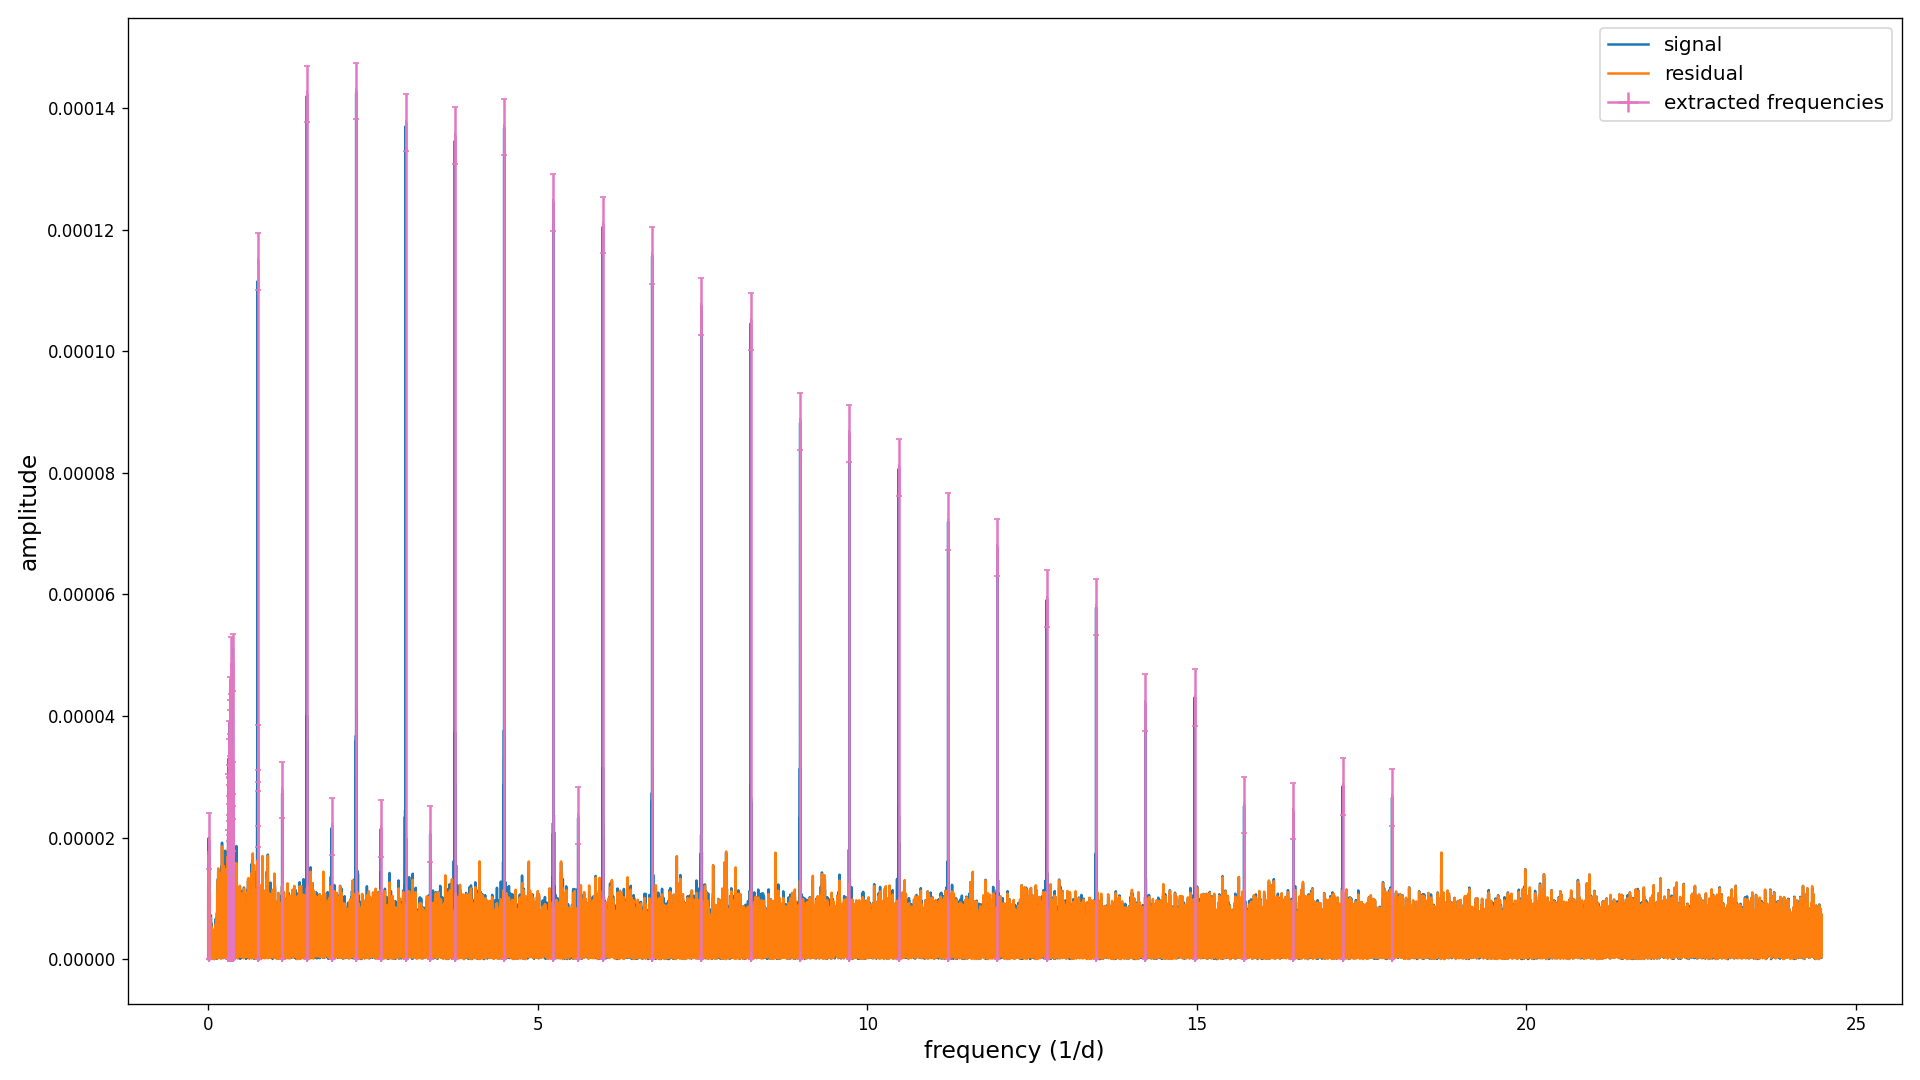 signal
residual
extracted frequencies
0.00014
0.00012
0.00010
0.00008
0.00006
0.00004
0.00002
0.00000
amplitude
0 5 10 15 20 25
frequency (1/d)